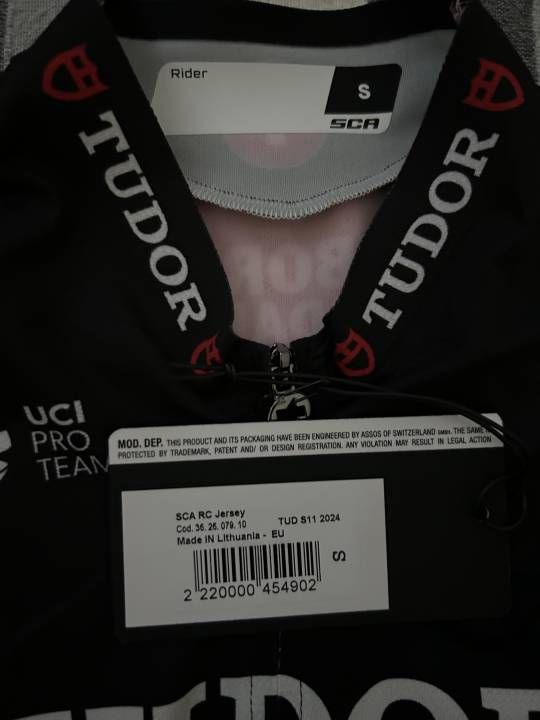 Rider
S
SCA
TUDOR
TUDOR
UCI
PRO
TEAM
MOD. DEP. THIS PRODUCT AND ITS PACKAGING HAVE BEEN ENGINEERED BY ASSOS OF SWITZERLAND GMBH. THE SAME IS
PROTECTED BY TRADEMARK, PATENT AND/ OR DESIGN REGISTRATION. ANY VIOLATION MAY RESULT IN LEGAL ACTION
SCA RC Jersey
Cod. 36. 26. 079. 10 TUD S11 2024
Made IN Lithuania - EU
S
2 220000 454902
TUDOR